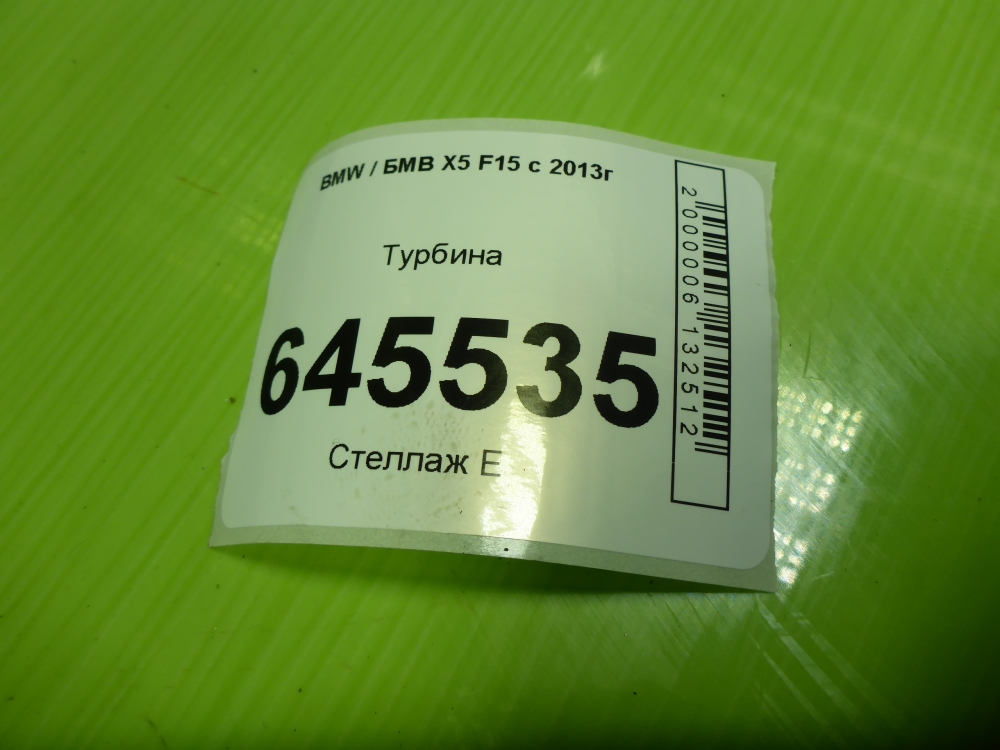 BMW / БМВ X5 F15 с 2013г
Турбина
645535
Стеллаж Е
2000006132512